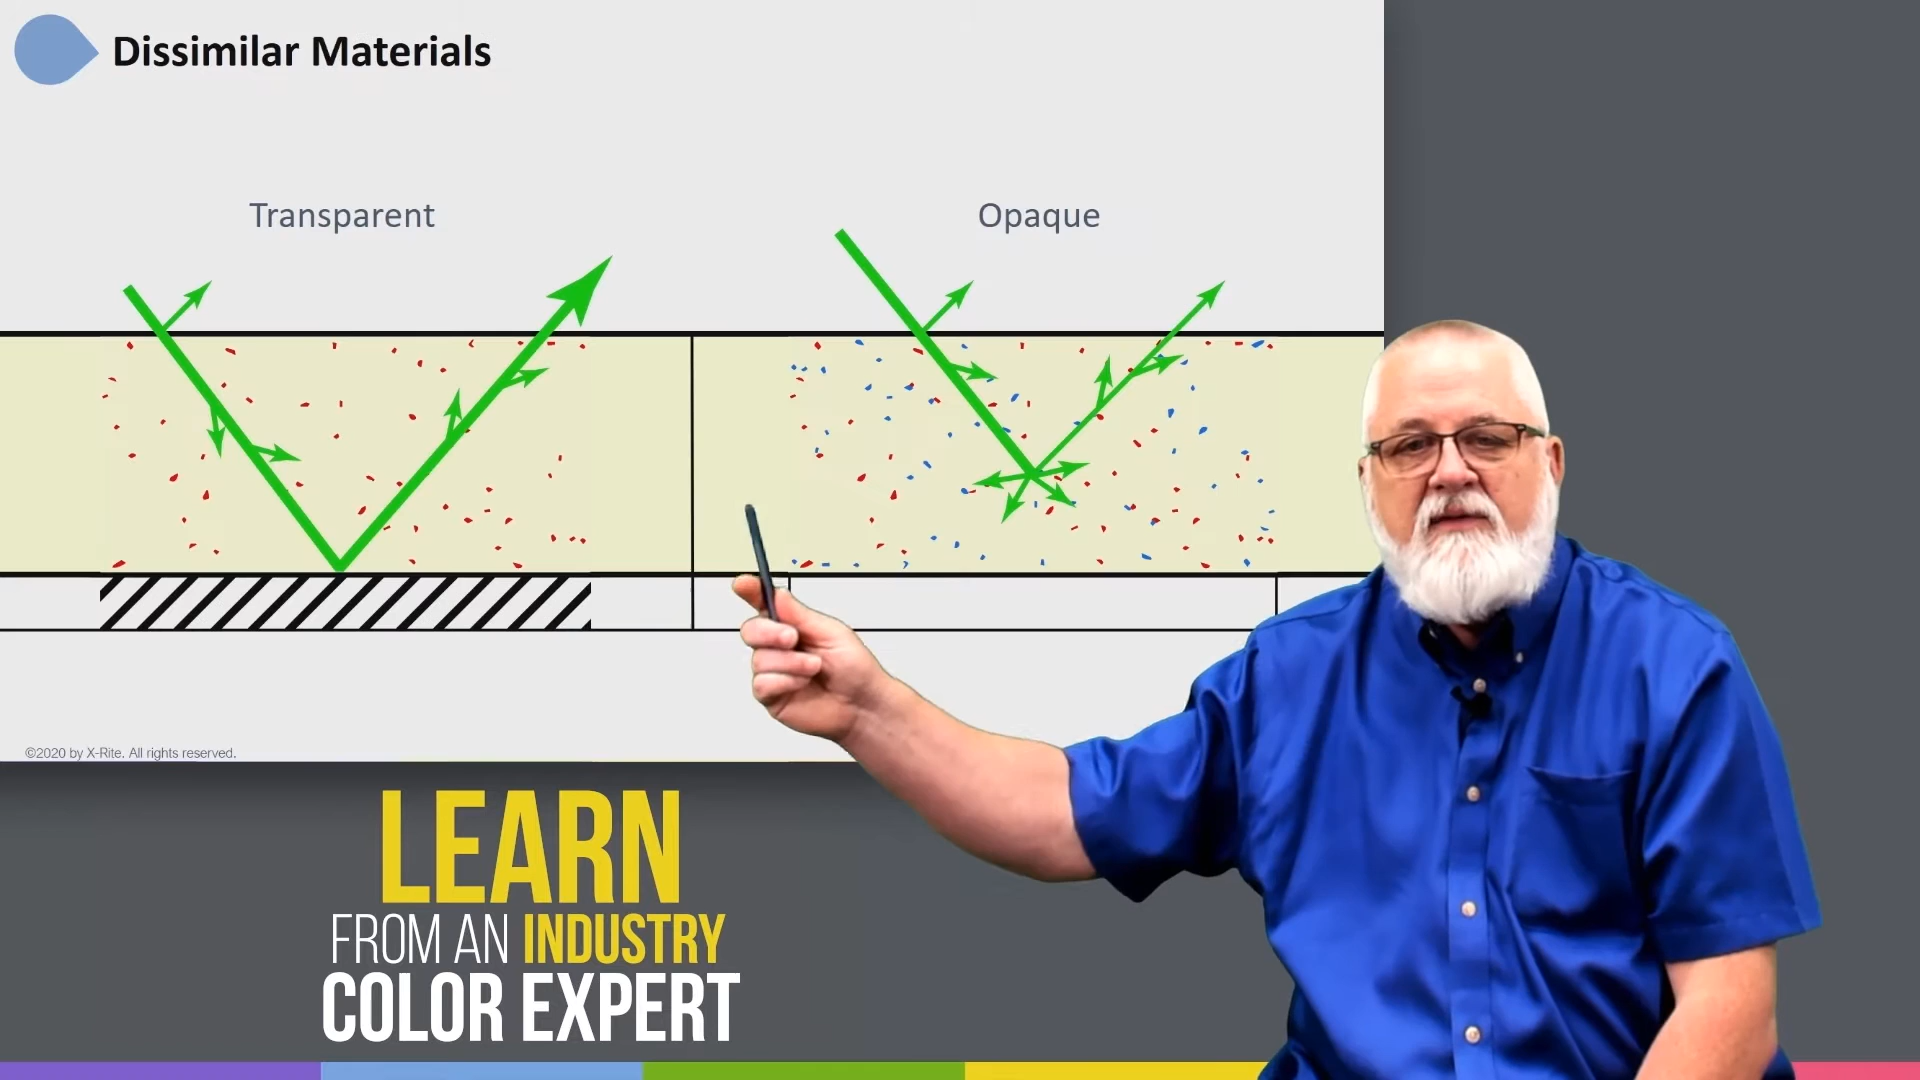 Dissimilar Materials
Transparent
Opaque
©2020 by X-Rite. All rights reserved.
LEARN
FROM AN INDUSTRY
COLOR EXPERT